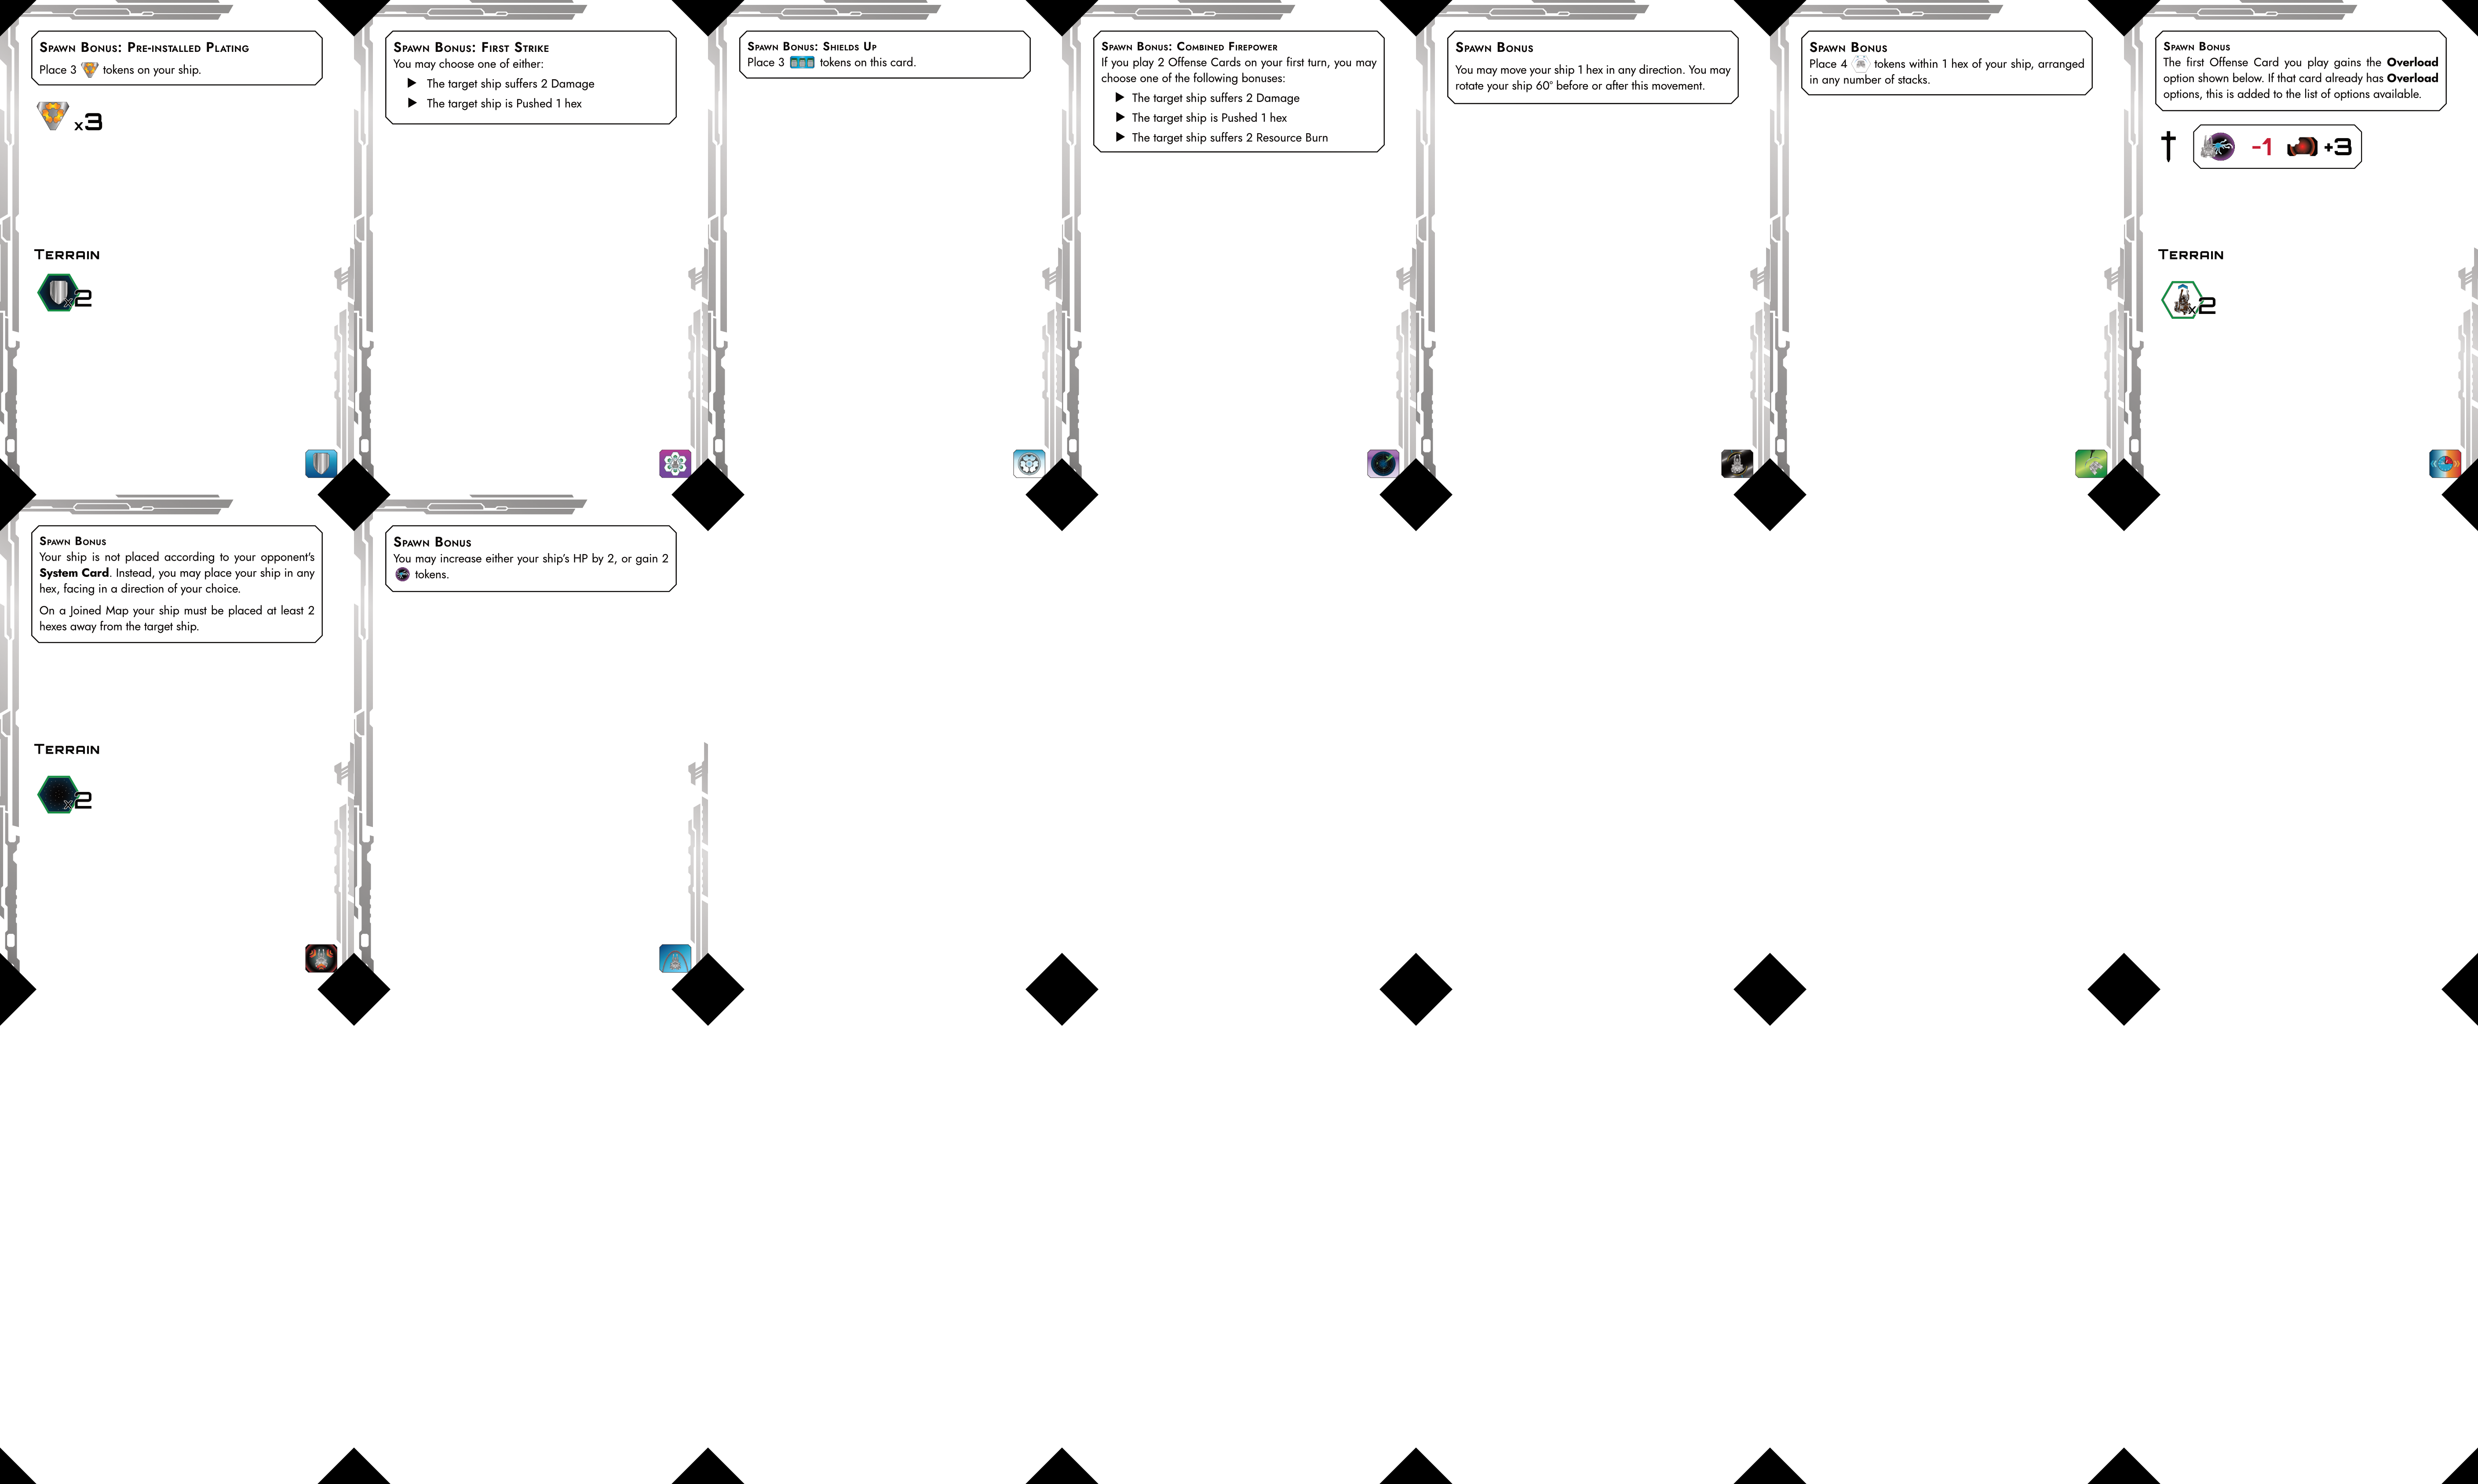 Spawn Bonus: Pre-installed Plating
Place 3 tokens on your ship.
x3
Terrain
x2
Spawn Bonus: First Strike
You may choose one of either:
The target ship suffers 2 Damage
The target ship is Pushed 1 hex
Spawn Bonus: Shields Up
Place 3 tokens on this card.
Spawn Bonus: Combined Firepower
If you play 2 Offense Cards on your first turn, you may
choose one of the following bonuses:
The target ship suffers 2 Damage
The target ship is Pushed 1 hex
The target ship suffers 2 Resource Burn
Spawn Bonus
You may move your ship 1 hex in any direction. You may
rotate your ship 60° before or after this movement.
Spawn Bonus
Place 4 tokens within 1 hex of your ship, arranged
in any number of stacks.
Spawn Bonus
The first Offense Card you play gains the Overload
option shown below. If that card already has Overload
options, this is added to the list of options available.
-1 +3
Terrain
x2
Spawn Bonus
Your ship is not placed according to your opponent's
System Card. Instead, you may place your ship in any
hex, facing in a direction of your choice.
On a Joined Map your ship must be placed at least 2
hexes away from the target ship.
Terrain
x2
Spawn Bonus
You may increase either your ship's HP by 2, or gain 2
tokens.